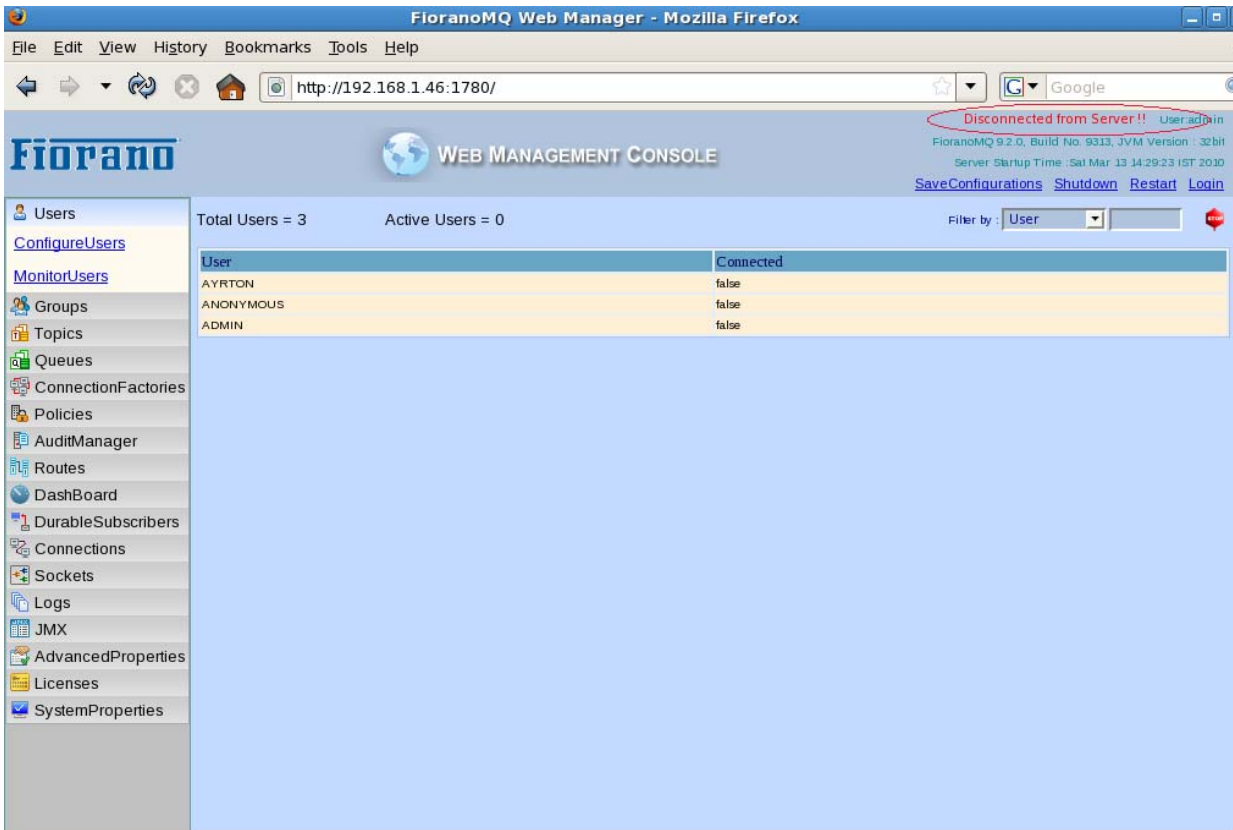 FioranoMQ Web Manager - Mozilla Firefox
File Edit View History Bookmarks Tools Help
http://192.168.1.46:1780/
G Google
Disconnected from Server !! User:admin
Fiorano
WEB MANAGEMENT CONSOLE
FioranoMQ 9.2.0, Build No. 9313, JVM Version : 32bit
Server Startup Time :Sat Mar 13 14:29:23 IST 2010
SaveConfigurations Shutdown Restart Login
Users
Total Users = 3 Active Users = 0 Filter by : User
STOP
ConfigureUsers
MonitorUsers
User Connected
AYRTON false
ANONYMOUS false
ADMIN false
Groups
Topics
Queues
ConnectionFactories
Policies
AuditManager
Routes
DashBoard
DurableSubscribers
Connections
Sockets
Logs
JMX
AdvancedProperties
Licenses
SystemProperties